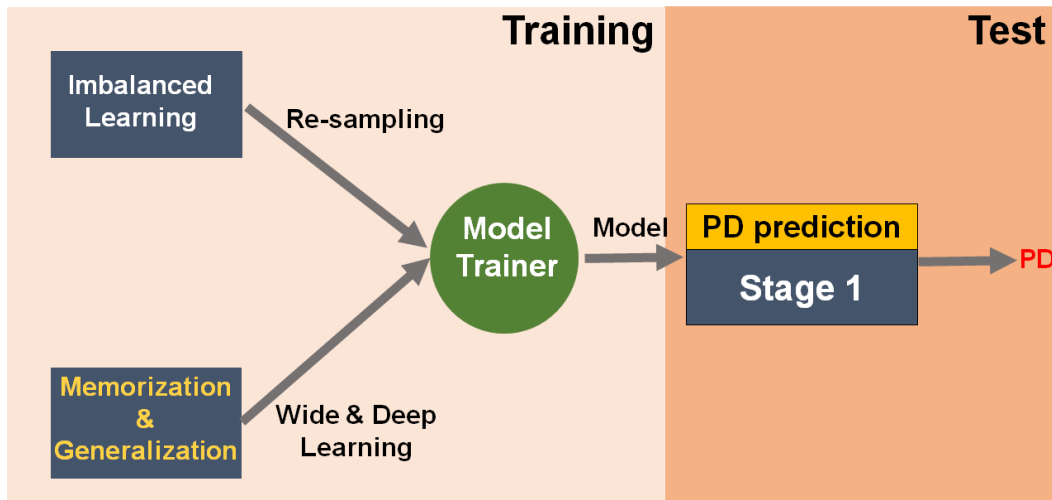 Training
Test
Imbalanced
Learning
Re-sampling
Model
Trainer
Model
PD prediction
Stage 1
PD
Memorization
&
Generalization
Wide & Deep
Learning